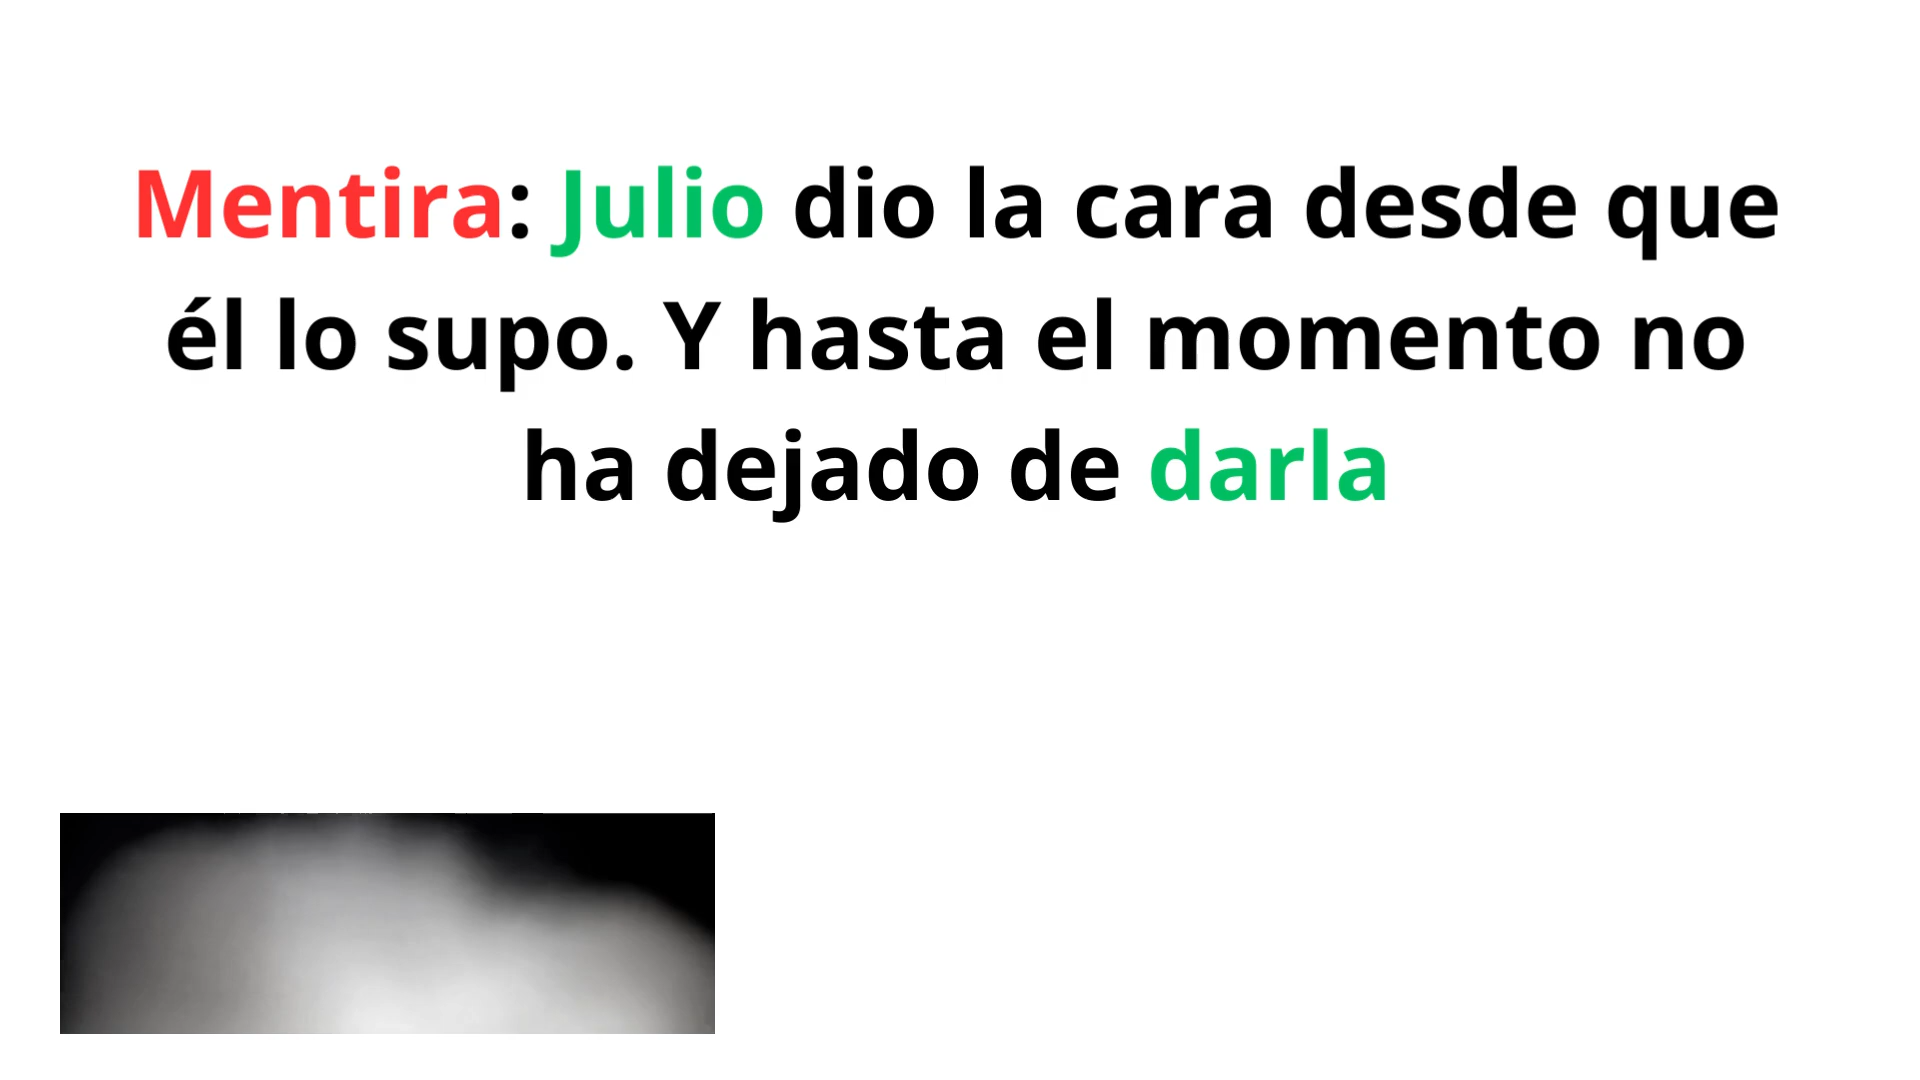 Mentira: Julio dio la cara desde que
él lo supo. Y hasta el momento no
ha dejado de darla